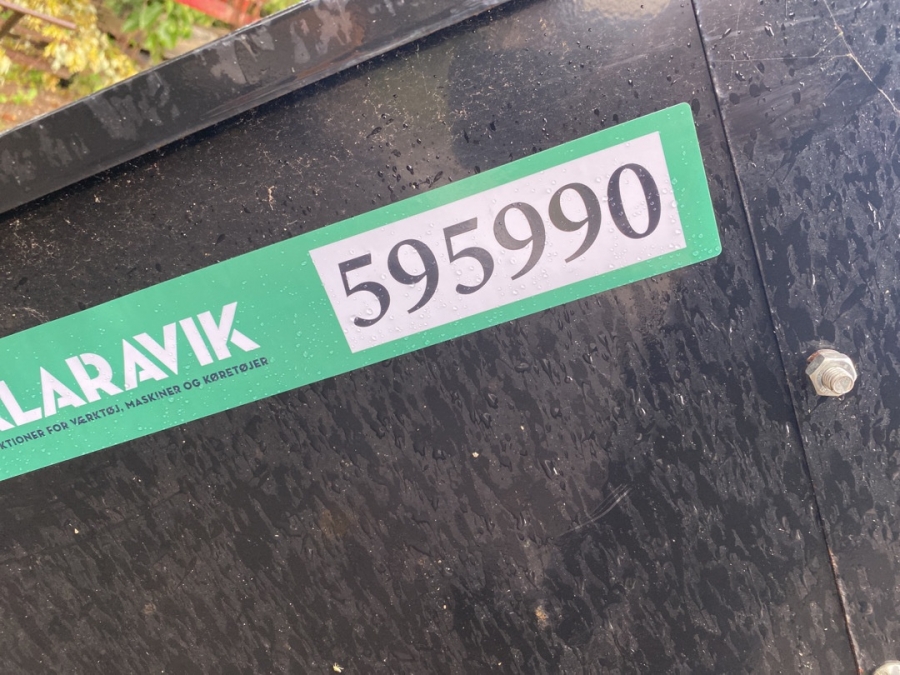 LARAVIK
KTIONER FOR VÆRKTØJ, MASKINER OG KØRETØJER
595990